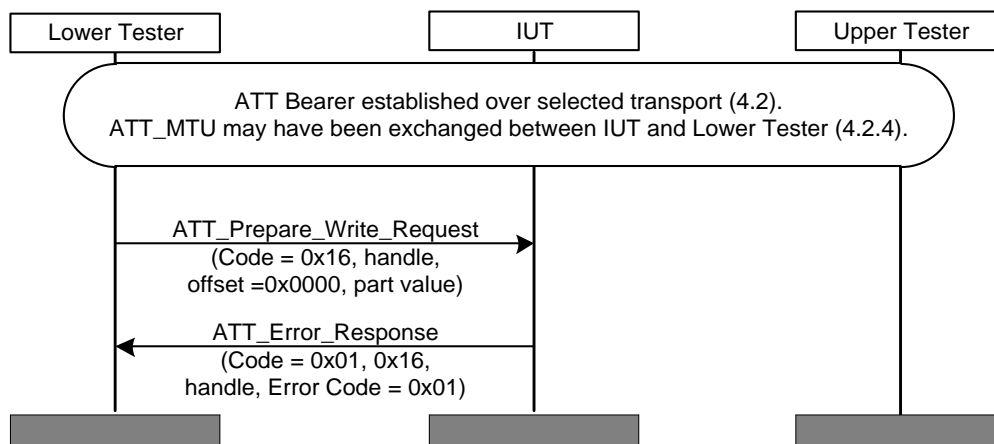 Lower Tester
IUT
Upper Tester
ATT Bearer established over selected transport (4.2).
ATT_MTU may have been exchanged between IUT and Lower Tester (4.2.4).
ATT_Prepare_Write_Request
(Code = 0x16, handle,
offset =0x0000, part value)
ATT_Error_Response
(Code = 0x01, 0x16,
handle, Error Code = 0x01)